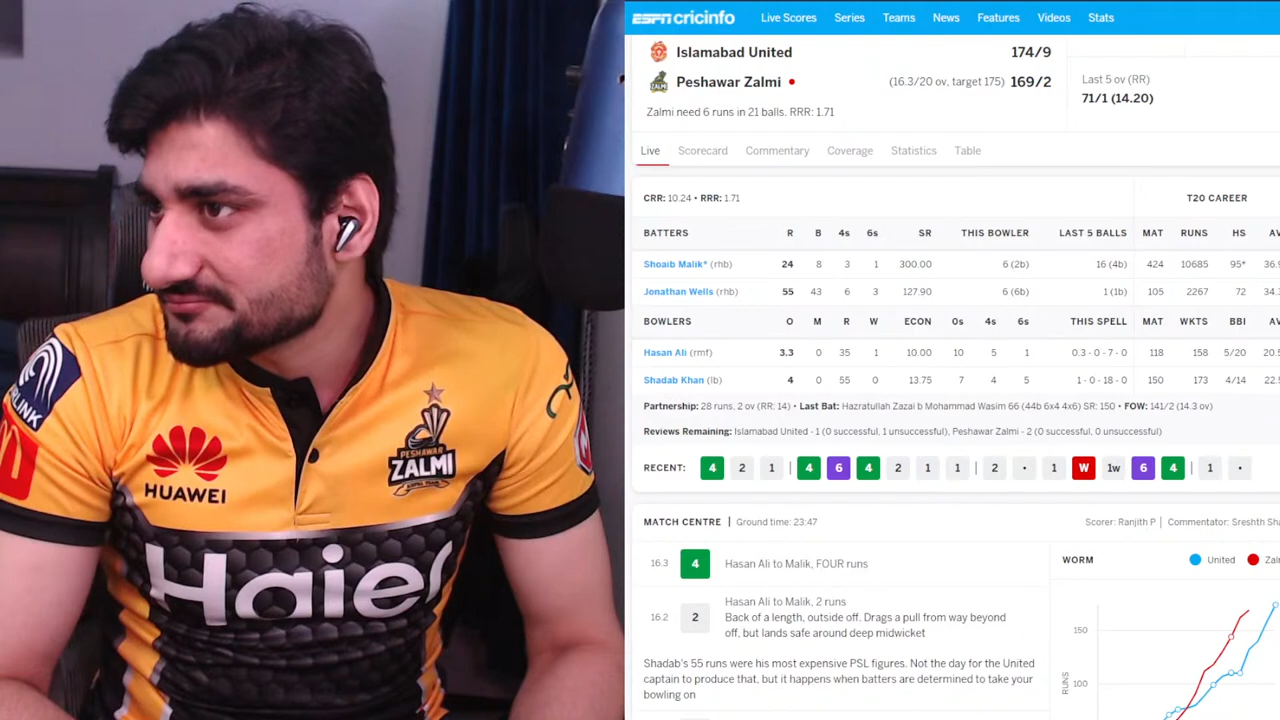 ESPN cricinfo Live Scores Series Teams News Features Videos Stats
Islamabad United 174/9
Peshawar Zalmi (16.3/20 ov, target 175) 169/2
Zalmi need 6 runs in 21 balls. RRR: 1.71
Last 5 ov (RR)
71/1 (14.20)
Live Scorecard Commentary Coverage Statistics Table
CRR: 10.24 • RRR: 1.71 T20 CAREER
BATTERS R B 4s 6s SR THIS BOWLER LAST 5 BALLS MAT RUNS HS
Shoaib Malik* (rhb) 24 8 3 1 300.00 6 (2b) 16 (4b) 424 10685 95*
Jonathan Wells (rhb) 55 43 6 3 127.90 6 (6b) 1 (1b) 105 2267 72
BOWLERS O M R W ECON 0s 4s 6s THIS SPELL MAT WKTS BBI
Hasan Ali (rmf) 3.3 0 35 1 10.00 10 5 1 0.3 - 0 - 7 - 0 118 158 5/20
Shadab Khan (lb) 4 0 55 0 13.75 7 4 5 1 - 0 - 18 - 0 150 173 4/14
Partnership: 28 runs, 2 ov (RR: 14) • Last Bat: Hazratullah Zazai b Mohammad Wasim 66 (44b 6x4 4x6) SR: 150 • FOW: 141/2 (14.3 ov)
Reviews Remaining: Islamabad United - 1 (0 successful, 1 unsuccessful), Peshawar Zalmi - 2 (0 successful, 0 unsuccessful)
RECENT: 4 2 1 | 4 6 4 2 1 1 | 2 • 1 W 1w 6 4 | 1 •
MATCH CENTRE | Ground time: 23:47 Scorer: Ranjith P | Commentator: Sreshth
16.3 4 Hasan Ali to Malik, FOUR runs
16.2 2 Hasan Ali to Malik, 2 runs
Back of a length, outside off. Drags a pull from way beyond
off, but lands safe around deep midwicket
Shadab's 55 runs were his most expensive PSL figures. Not the day for the United
captain to produce that, but it happens when batters are determined to take your
bowling on
WORM United
RUNS
150
100
HUAWEI
PESHAWAR
ZALMI
Haier